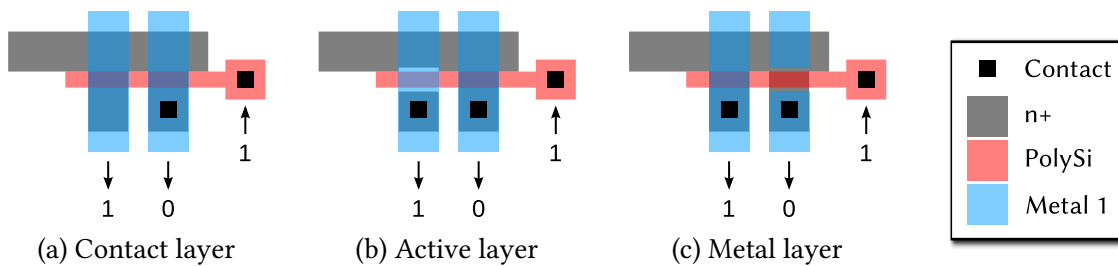 1
1 0
(a) Contact layer
1
1 0
(b) Active layer
1
1 0
(c) Metal layer
Contact
n+
PolySi
Metal 1